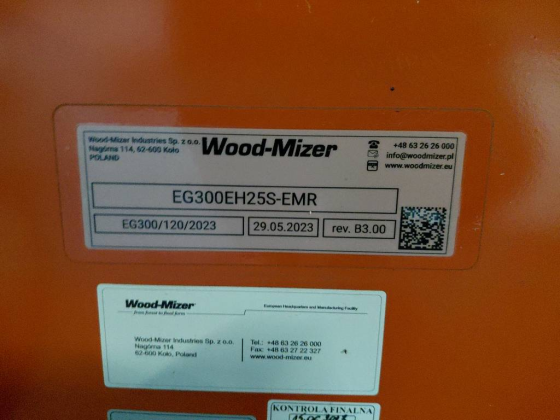 Wood-Mizer Industries Sp. z o.o.
Nagórna 114, 62-600 Koło
POLAND
Wood-Mizer
+48 63 26 26 000
info@woodmizer.pl
www.woodmizer.eu
EG300EH25S-EMR
EG300/120/2023
29.05.2023
rev. B3.00
Wood-Mizer
from forest to final form
European Headquarters and Manufacturing Facility
Wood-Mizer Industries Sp. z o.o.
Nagórna 114
62-600 Koło, Poland
Tel.: +48 63 26 26 000
Fax: +48 63 27 22 327
www.wood-mizer.eu
KONTROLA FINALNA